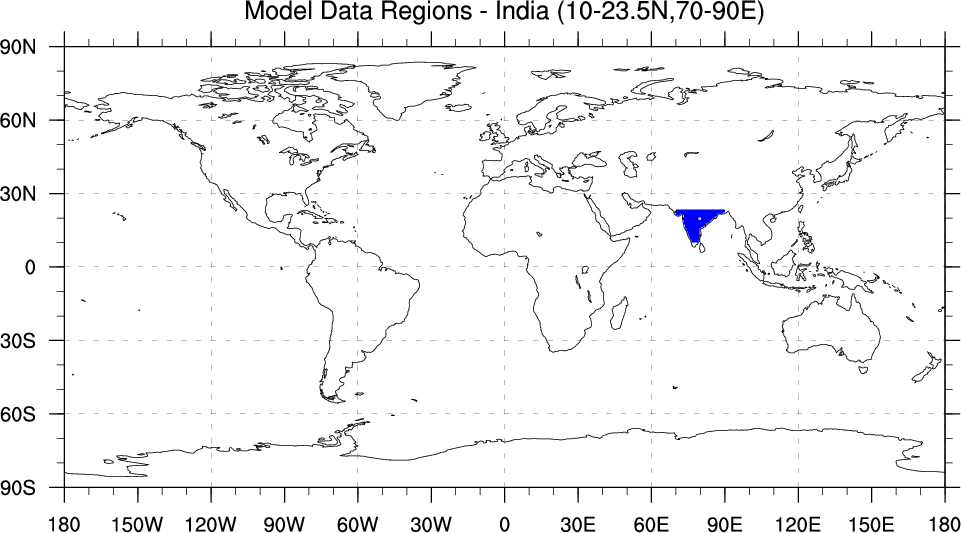 Model Data Regions - India (10-23.5N,70-90E)
90N
60N
30N
0
30S
60S
90S
180 150W 120W 90W 60W 30W 0 30E 60E 90E 120E 150E 180